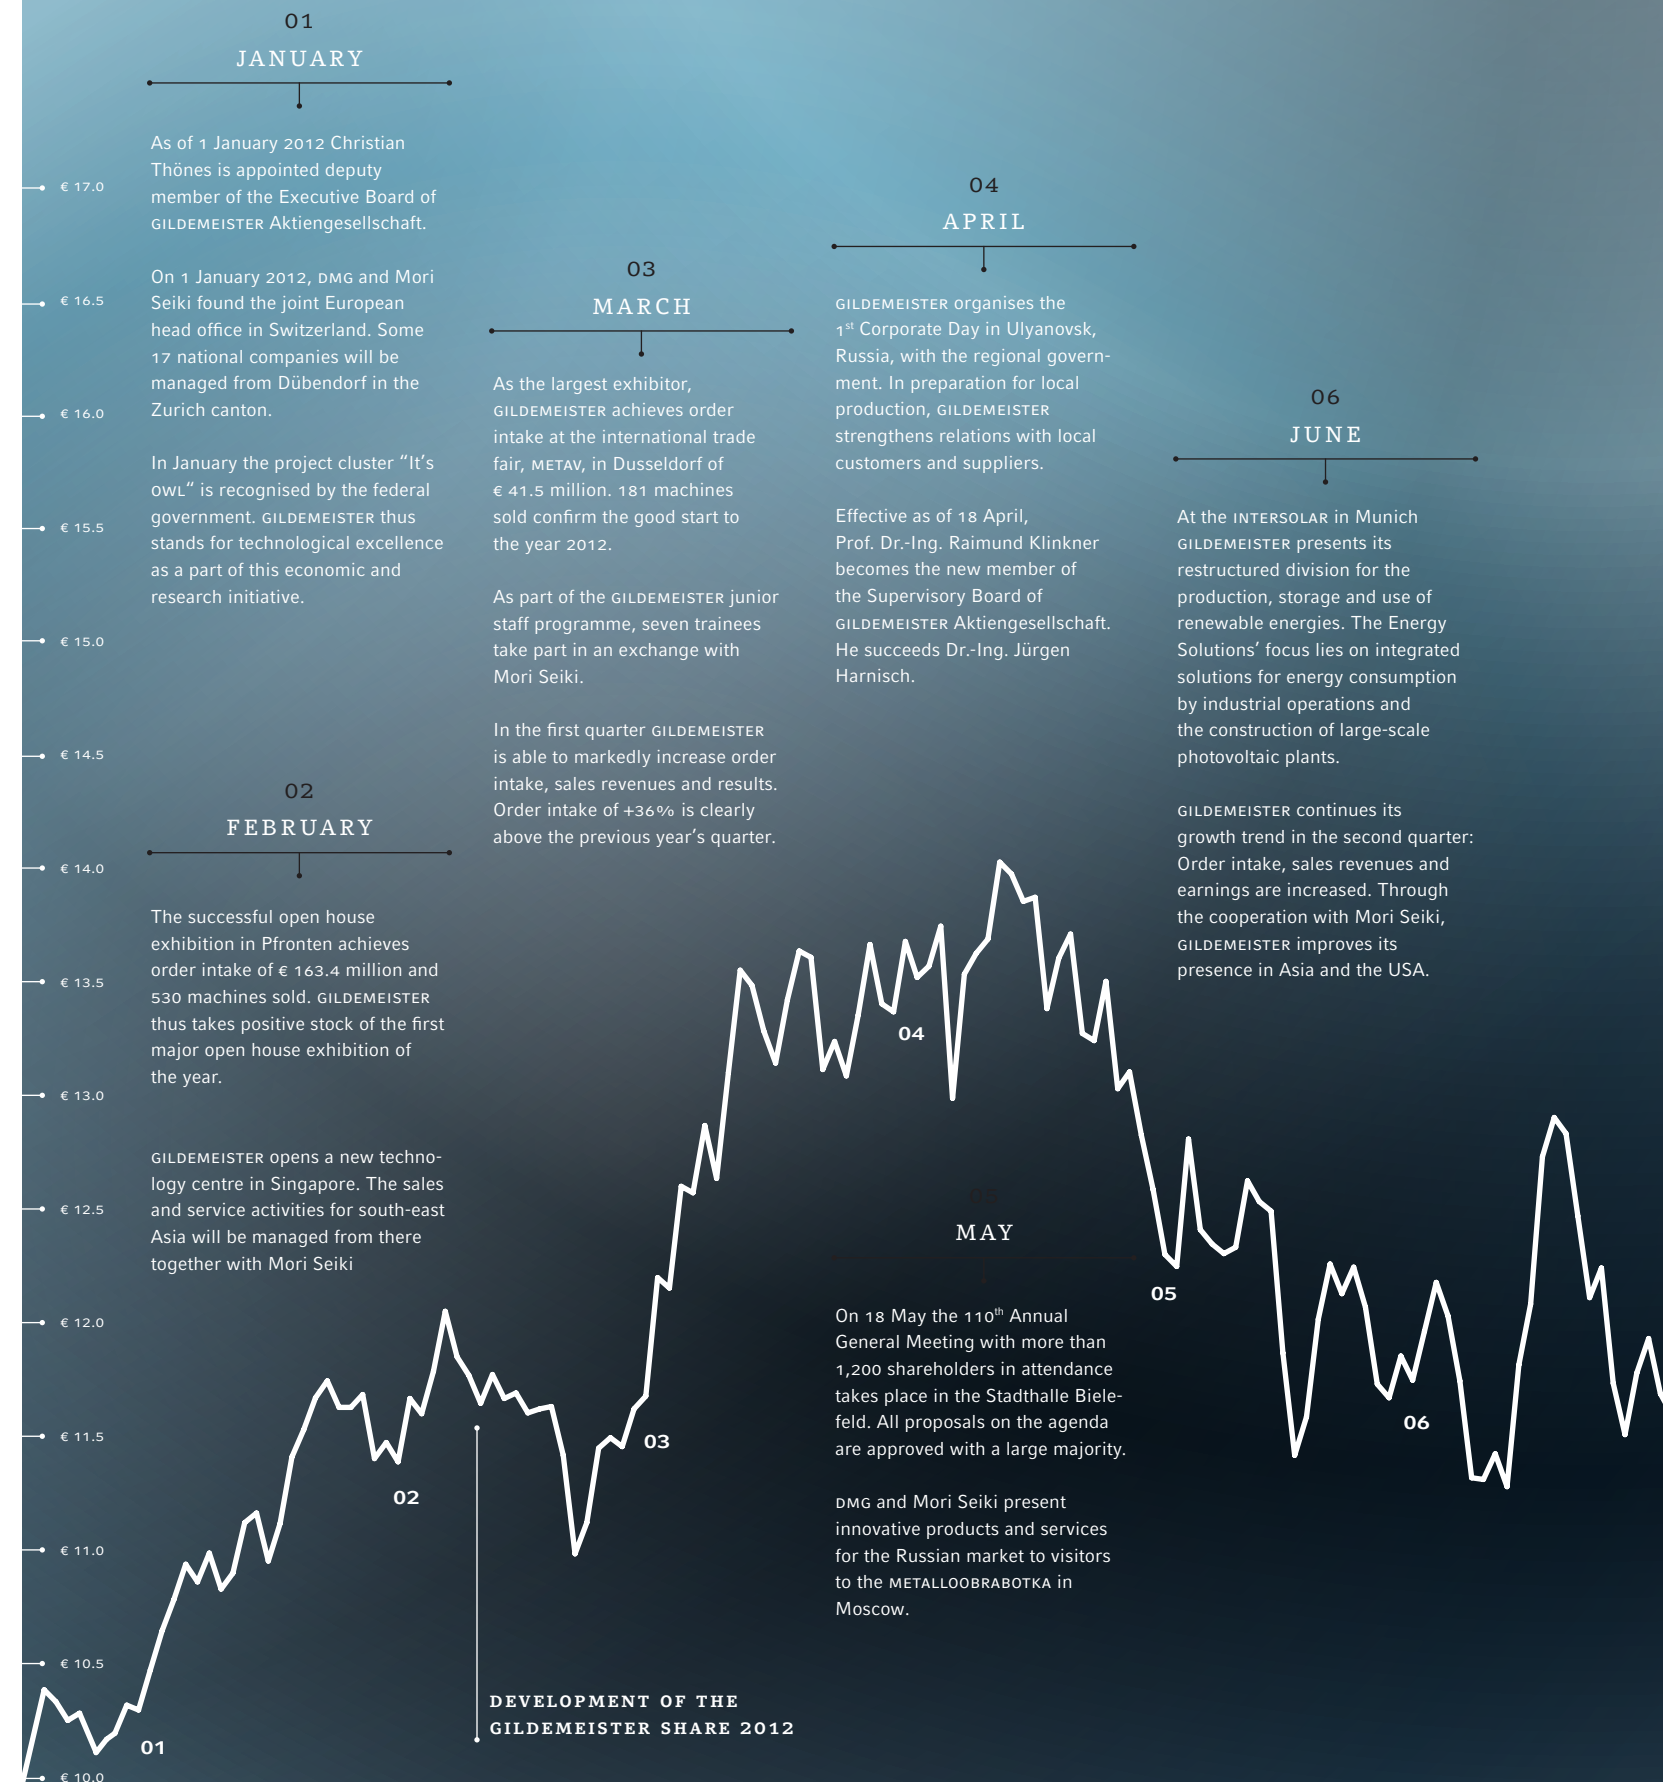 01
JANUARY
As of 1 January 2012 Christian
Thönes is appointed deputy
member of the Executive Board of
GILDEMEISTER Aktiengesellschaft.
On 1 January 2012, DMG and Mori
Seiki found the joint European
head office in Switzerland. Some
17 national companies will be
managed from Dübendorf in the
Zurich canton.
In January the project cluster “It’s
OWL“ is recognised by the federal
government. GILDEMEISTER thus
stands for technological excellence
as a part of this economic and
research initiative.
02
FEBRUARY
The successful open house
exhibition in Pfronten achieves
order intake of € 163.4 million and
530 machines sold. GILDEMEISTER
thus takes positive stock of the first
major open house exhibition of
the year.
GILDEMEISTER opens a new techno-
logy centre in Singapore. The sales
and service activities for south-east
Asia will be managed from there
together with Mori Seiki
03
MARCH
As the largest exhibitor,
GILDEMEISTER achieves order
intake at the international trade
fair, METAV, in Dusseldorf of
€ 41.5 million. 181 machines
sold confirm the good start to
the year 2012.
As part of the GILDEMEISTER junior
staff programme, seven trainees
take part in an exchange with
Mori Seiki.
In the first quarter GILDEMEISTER
is able to markedly increase order
intake, sales revenues and results.
Order intake of +36% is clearly
above the previous year’s quarter.
04
APRIL
GILDEMEISTER organises the
1st Corporate Day in Ulyanovsk,
Russia, with the regional govern-
ment. In preparation for local
production, GILDEMEISTER
strengthens relations with local
customers and suppliers.
Effective as of 18 April,
Prof. Dr.-Ing. Raimund Klinkner
becomes the new member of
the Supervisory Board of
GILDEMEISTER Aktiengesellschaft.
He succeeds Dr.-Ing. Jürgen
Harnisch.
05
MAY
On 18 May the 110th Annual
General Meeting with more than
1,200 shareholders in attendance
takes place in the Stadthalle Biele-
feld. All proposals on the agenda
are approved with a large majority.
DMG and Mori Seiki present
innovative products and services
for the Russian market to visitors
to the METALLOOBRABOTKA in
Moscow.
06
JUNE
At the INTERSOLAR in Munich
GILDEMEISTER presents its
restructured division for the
production, storage and use of
renewable energies. The Energy
Solutions’ focus lies on integrated
solutions for energy consumption
by industrial operations and
the construction of large-scale
photovoltaic plants.
GILDEMEISTER continues its
growth trend in the second quarter:
Order intake, sales revenues and
earnings are increased. Through
the cooperation with Mori Seiki,
GILDEMEISTER improves its
presence in Asia and the USA.
€ 17.0
€ 16.5
€ 16.0
€ 15.5
€ 15.0
€ 14.5
€ 14.0
€ 13.5
€ 13.0
€ 12.5
€ 12.0
€ 11.5
€ 11.0
€ 10.5
€ 10.0
01
02
03
04
05
06
DEVELOPMENT OF THE
GILDEMEISTER SHARE 2012